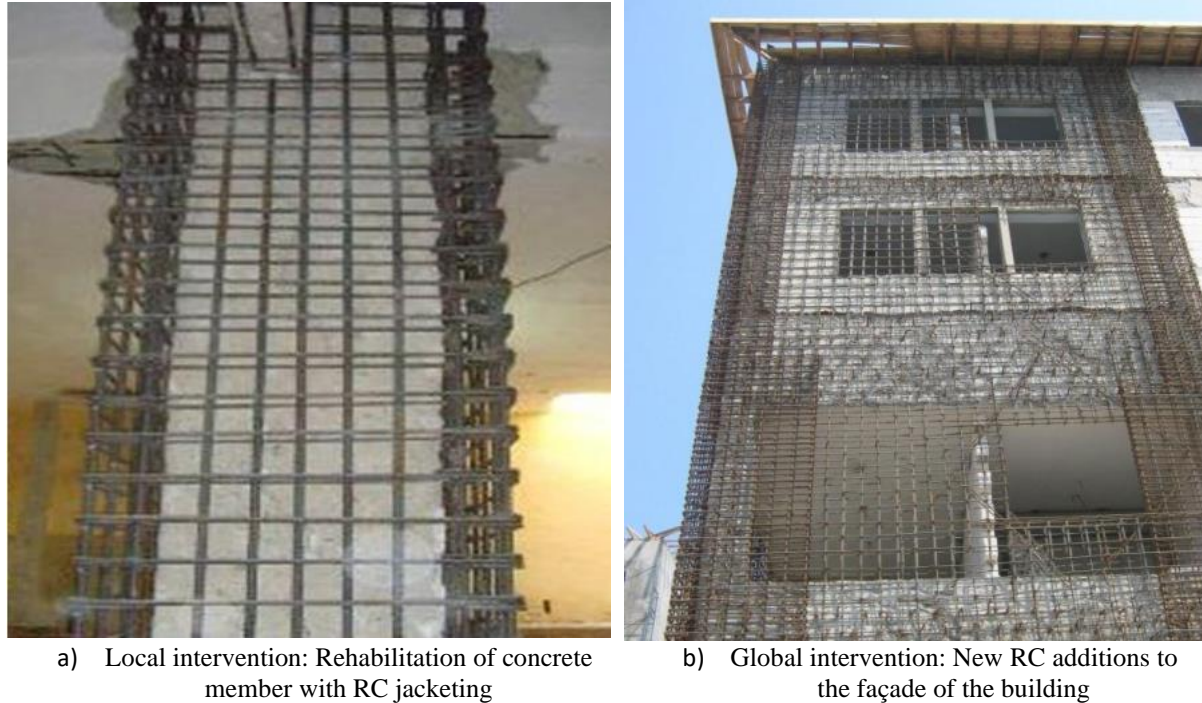 a) Local intervention: Rehabilitation of concrete
member with RC jacketing
b) Global intervention: New RC additions to
the façade of the building